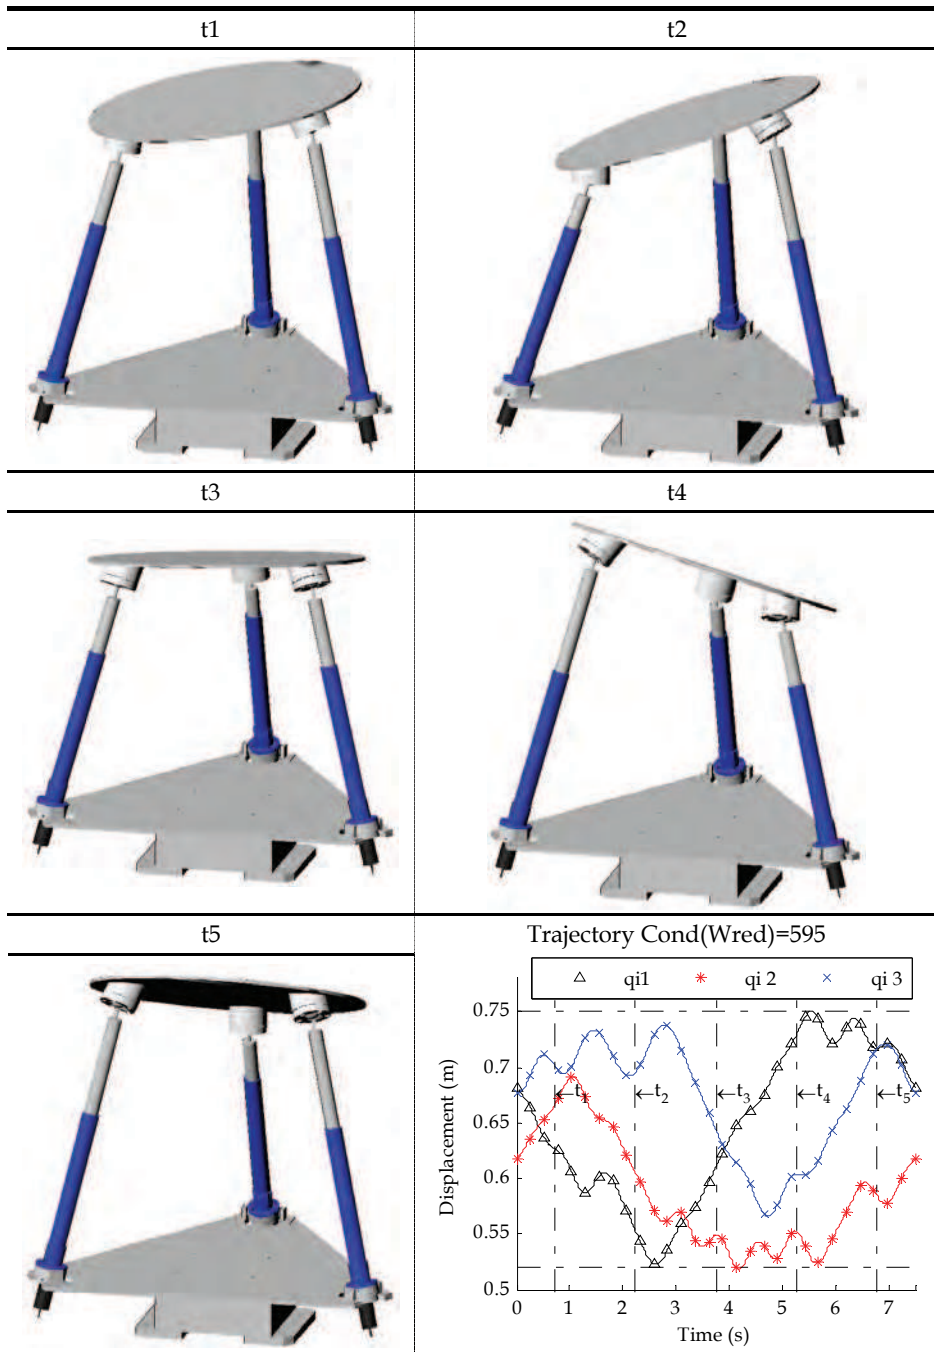 t1 t2
t3 t4
t5
Trajectory Cond(Wred)=595
qi1 qi 2 qi 3
0.75
0.7
0.65
0.6
0.55
0.5
Displacement (m)
←t1 ←t2 ←t3 ←t4 ←t5
0 1 2 3 4 5 6 7
Time (s)